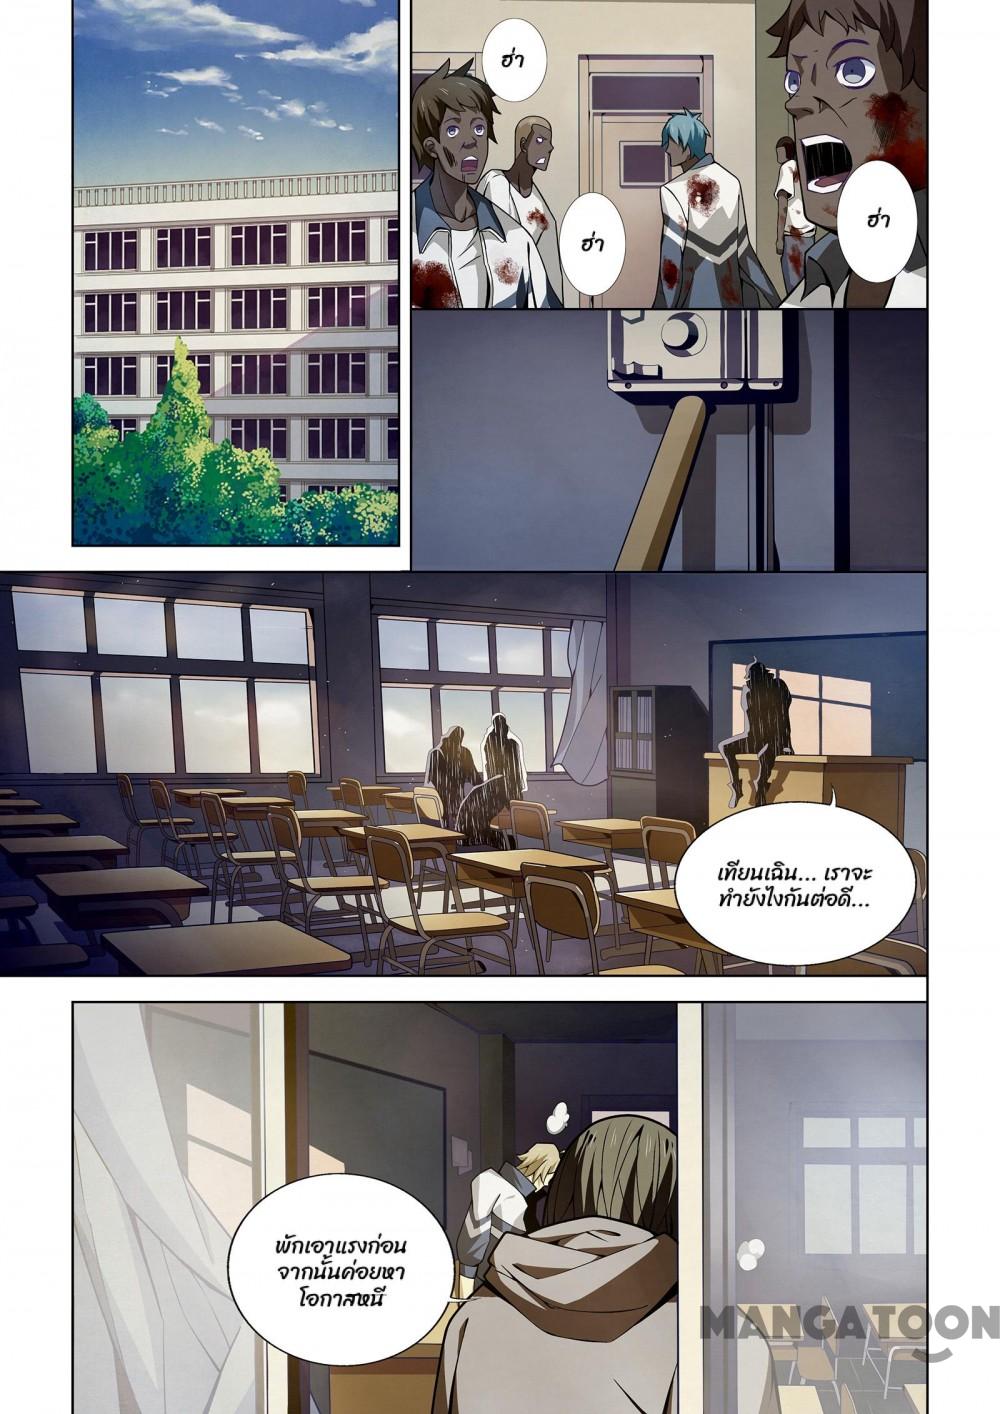 ฮ่า
ฮ่า
ฮ่า
เทียนเฉิน... เราจะ
ทำยังไงกันต่อดี...
พักเอาแรงก่อน
จากนั้นค่อยหา
โอกาสหนี
MANGATOON